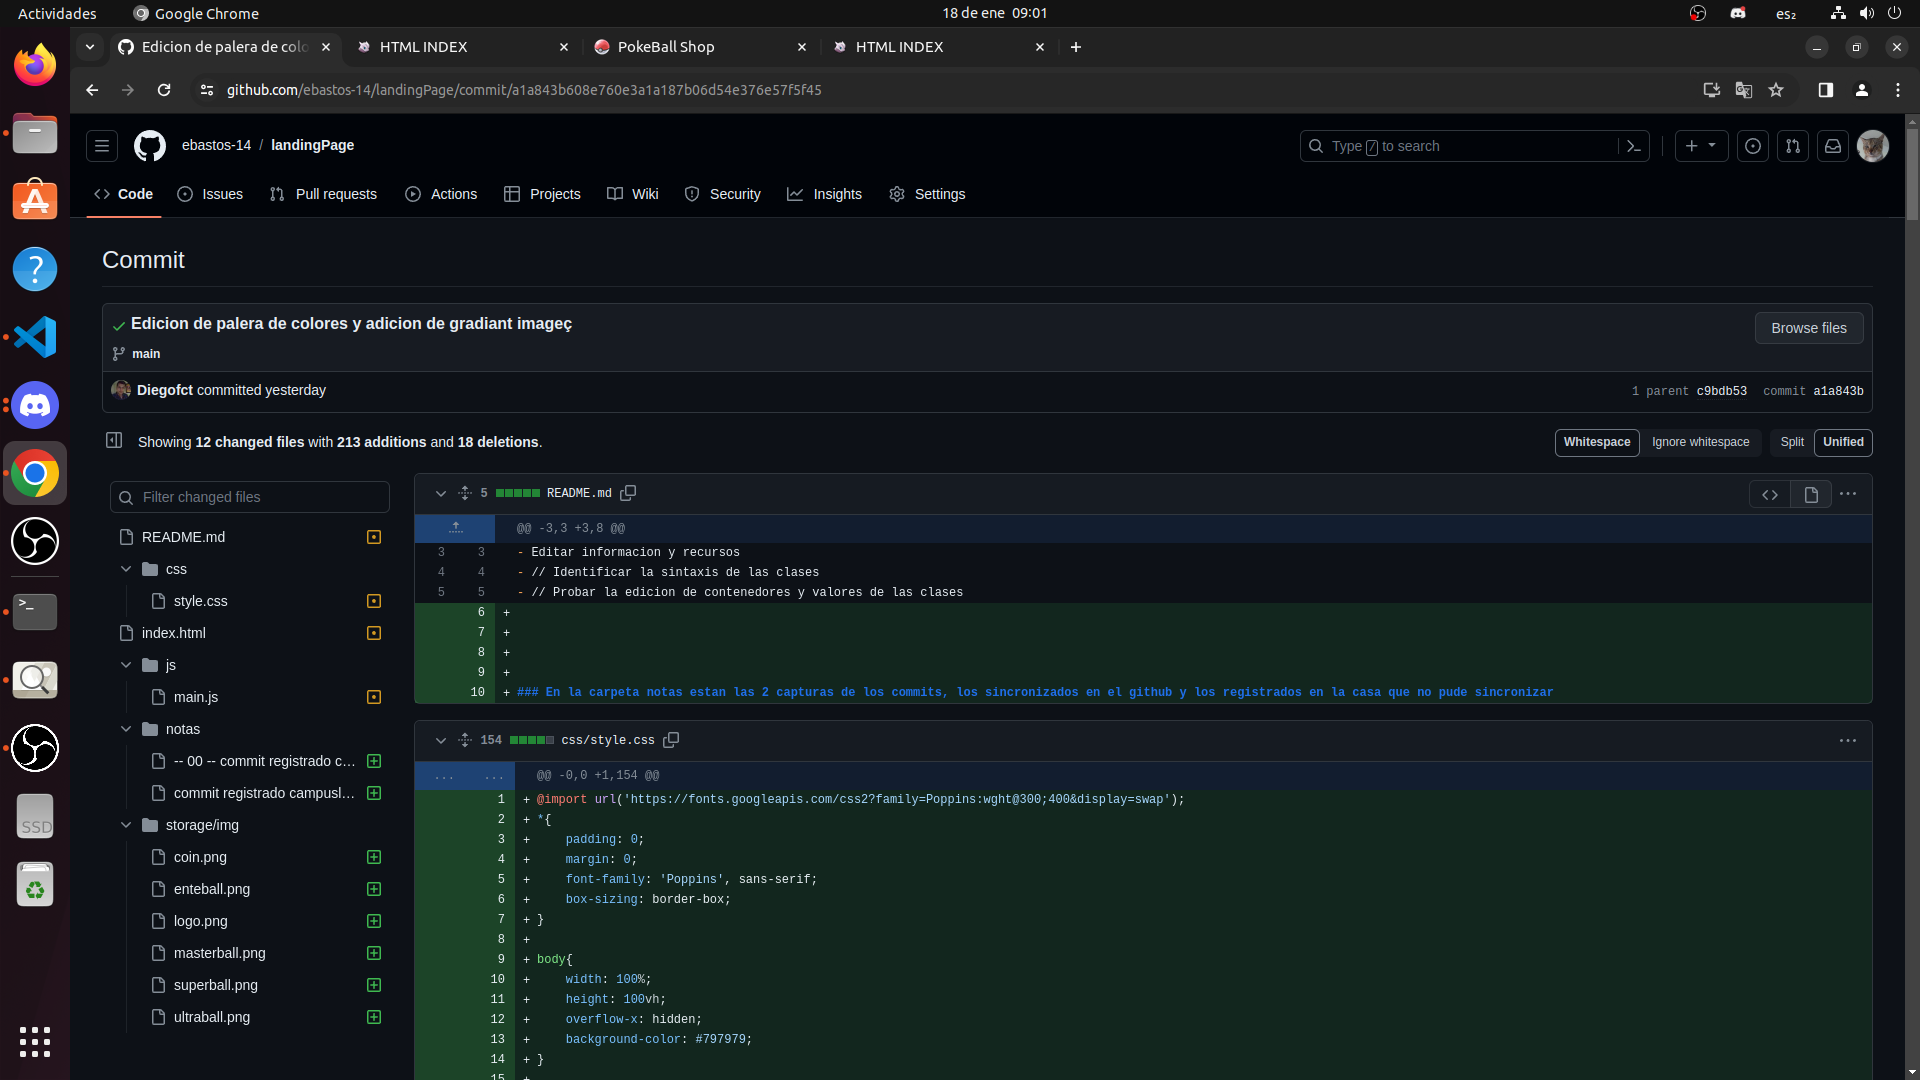 Actividades
Google Chrome
18 de ene 09:01
es₂
Edicion de palera de colo
HTML INDEX
PokeBall Shop
HTML INDEX
github.com/ebastos-14/landingPage/commit/a1a843b608e760e3a1a187b06d54e376e57f5f45
ebastos-14 / landingPage
Type / to search
Code
Issues
Pull requests
Actions
Projects
Wiki
Security
Insights
Settings
Commit
Edicion de palera de colores y adicion de gradiant imageç
Browse files
main
Diegofct committed yesterday
1 parent c9bdb53 commit a1a843b
Showing 12 changed files with 213 additions and 18 deletions.
Whitespace
Ignore whitespace
Split
Unified
Filter changed files
README.md
css
style.css
index.html
js
main.js
notas
-- 00 -- commit registrado c...
commit registrado campusl...
storage/img
coin.png
enteball.png
logo.png
masterball.png
superball.png
ultraball.png
5 README.md
@@ -3,3 +3,8 @@
3 3 - Editar informacion y recursos
4 4 - // Identificar la sintaxis de las clases
5 5 - // Probar la edicion de contenedores y valores de las clases
6 +
7 +
8 +
9 +
10 + ### En la carpeta notas estan las 2 capturas de los commits, los sincronizados en el github y los registrados en la casa que no pude sincronizar
154 css/style.css
... ... @@ -0,0 +1,154 @@
1 + @import url('https://fonts.googleapis.com/css2?family=Poppins:wght@300;400&display=swap');
2 + *{
3 + padding: 0;
4 + margin: 0;
5 + font-family: 'Poppins', sans-serif;
6 + box-sizing: border-box;
7 + }
8 +
9 + body{
10 + width: 100%;
11 + height: 100vh;
12 + overflow-x: hidden;
13 + background-color: #797979;
14 + }
15 +
SSD